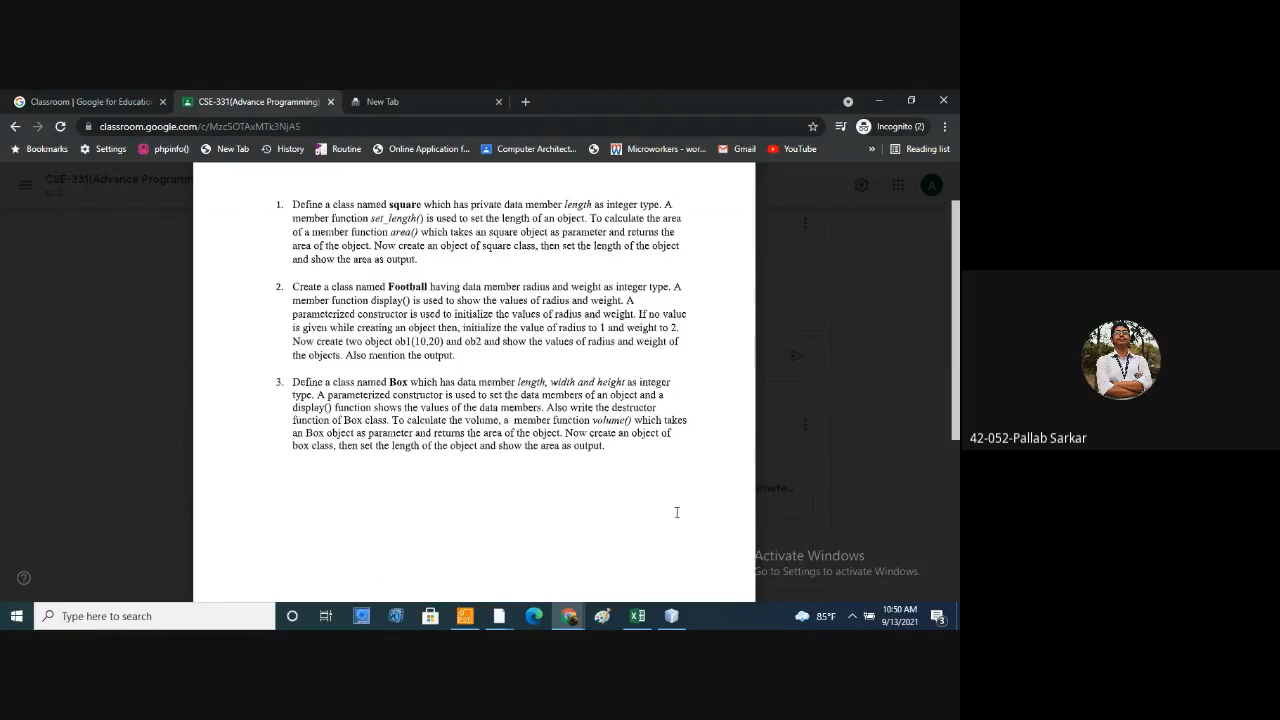 Classroom | Google for Educatio
CSE-331(Advance Programming)
New Tab
classroom.google.com/c/Mzc5OTAxMTk3NjA5
Incognito (2)
Bookmarks
Settings
phpinfo()
New Tab
History
Routine
Online Application f...
Computer Architect...
Microworkers - wor...
Gmail
YouTube
»
Reading list
CSE-331(Advance Programm
A
1. Define a class named square which has private data member length as integer type. A
member function set_length() is used to set the length of an object. To calculate the area
of a member function area() which takes an square object as parameter and returns the
area of the object. Now create an object of square class, then set the length of the object
and show the area as output.
2. Create a class named Football having data member radius and weight as integer type. A
member function display() is used to show the values of radius and weight. A
parameterized constructor is used to initialize the values of radius and weight. If no value
is given while creating an object then, initialize the value of radius to 1 and weight to 2.
Now create two object ob1(10,20) and ob2 and show the values of radius and weight of
the objects. Also mention the output.
3. Define a class named Box which has data member length, width and height as integer
type. A parameterized constructor is used to set the data members of an object and a
display() function shows the values of the data members. Also write the destructor
function of Box class. To calculate the volume, a member function volume() which takes
an Box object as parameter and returns the area of the object. Now create an object of
box class, then set the length of the object and show the area as output.
42-052-Pallab Sarkar
Activate Windows
Go to Settings to activate Windows.
Type here to search
85°F
10:50 AM
9/13/2021
3